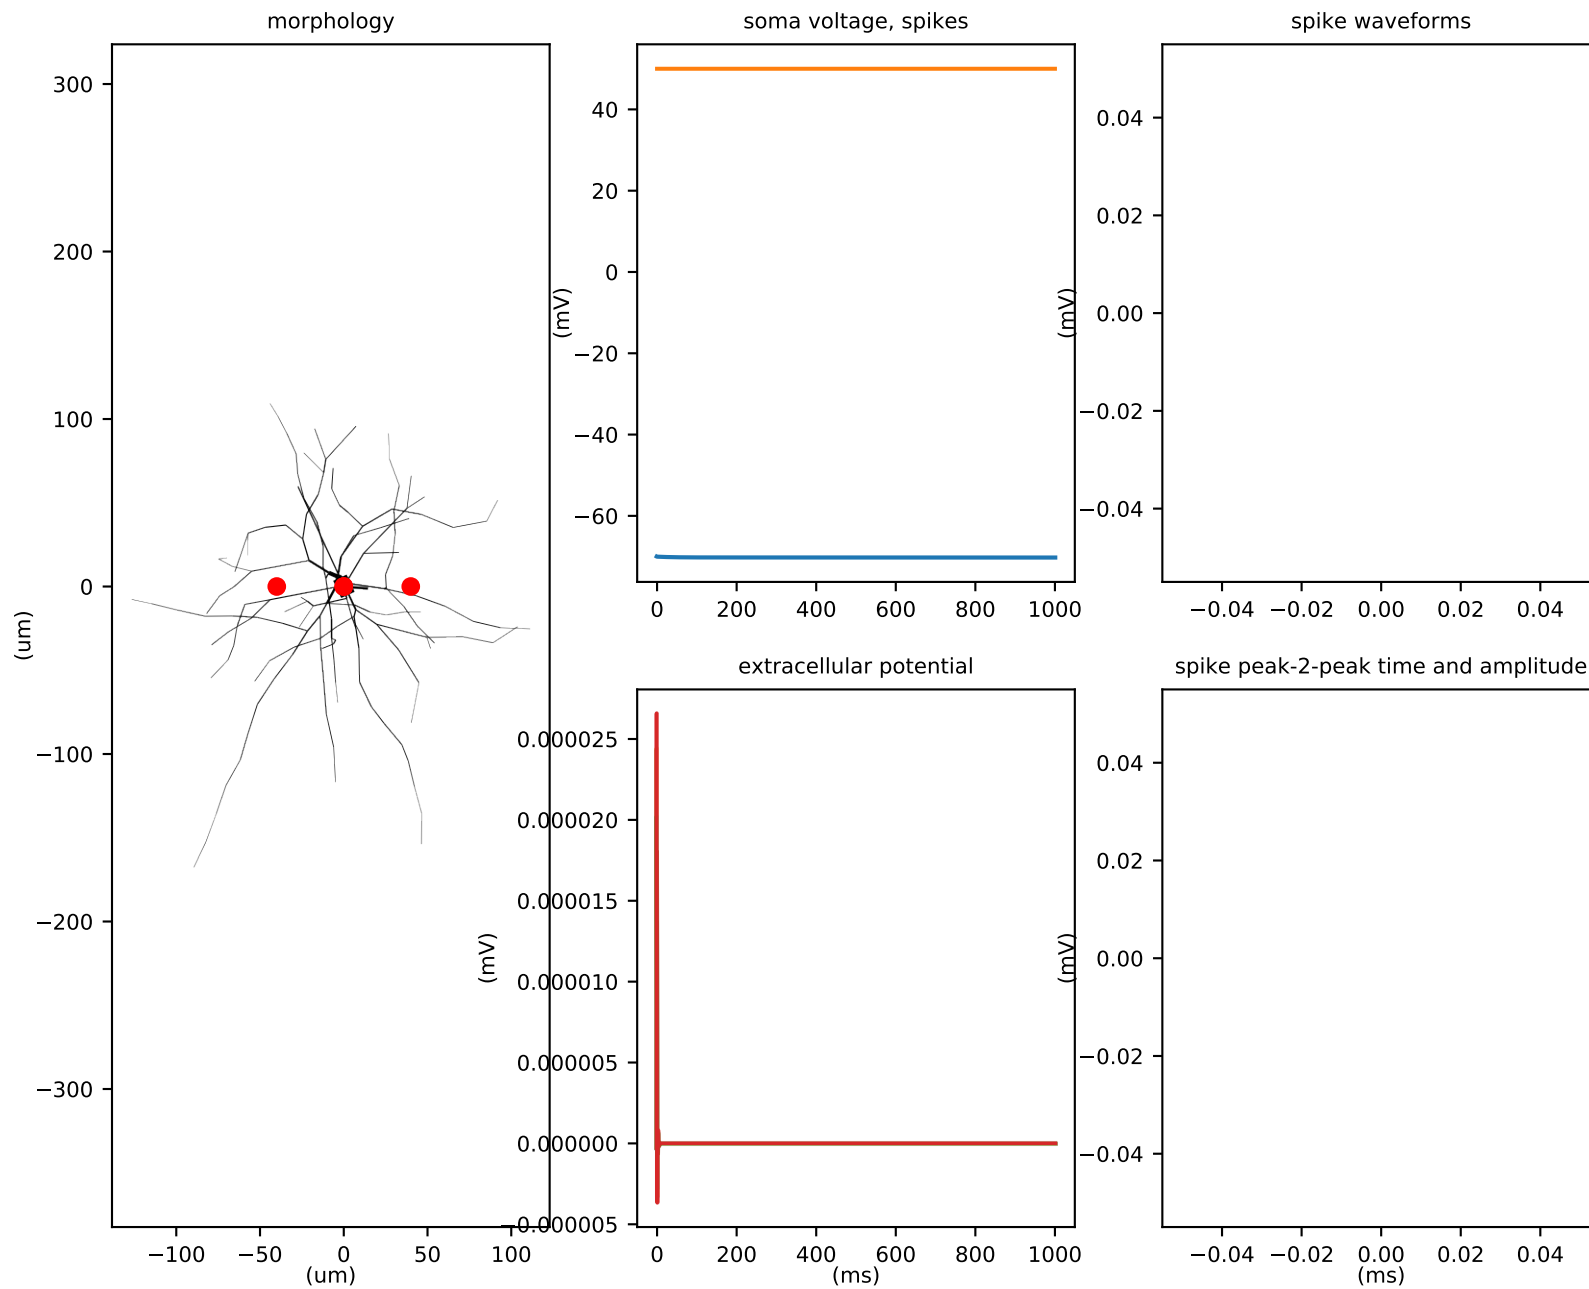 morphology
300
200
100
0
−100
−200
−300
(um)
−100 −50 0 50 100
(um)
soma voltage, spikes
40
20
0
−20
−40
−60
(mV)
0 200 400 600 800 1000
spike waveforms
0.04
0.02
0.00
−0.02
−0.04
(mV)
−0.04 −0.02 0.00 0.02 0.04
extracellular potential
0.000025
0.000020
0.000015
0.000010
0.000005
0.000000
−0.000005
(mV)
0 200 400 600 800 1000
(ms)
spike peak-2-peak time and amplitude
0.04
0.02
0.00
−0.02
−0.04
(mV)
−0.04 −0.02 0.00 0.02 0.04
(ms)